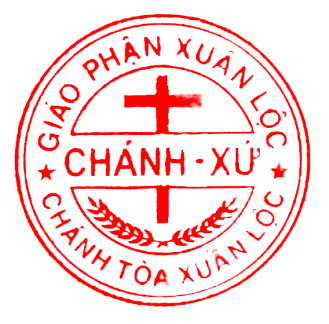 GIÁO PHẬN XUÂN LỘC
CHÁNH - XỨ
CHÁNH TÒA XUÂN LỘC